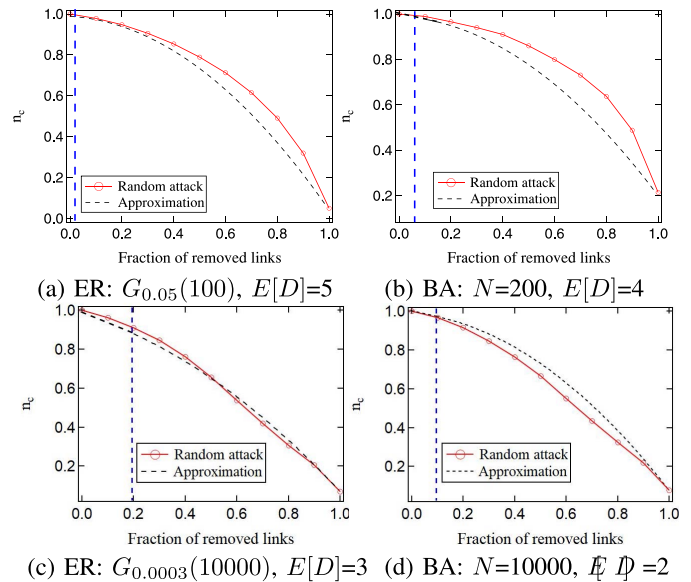 1.0
0.8
0.6
0.4
0.2
0.0
n_c
Random attack
Approximation
0.0 0.2 0.4 0.6 0.8 1.0
Fraction of removed links
(a) ER: G_{0.05}(100), E[D]=5
1.0
0.8
0.6
0.4
0.2
n_c
Random attack
Approximation
0.0 0.2 0.4 0.6 0.8 1.0
Fraction of removed links
(b) BA: N=200, E[D]=4
1.0
0.8
0.6
0.4
0.2
n_c
Random attack
Approximation
0.0 0.2 0.4 0.6 0.8 1.0
Fraction of removed links
(c) ER: G_{0.0003}(10000), E[D]=3
1.0
0.8
0.6
0.4
0.2
n_c
Random attack
Approximation
0.0 0.2 0.4 0.6 0.8 1.0
Fraction of removed links
(d) BA: N=10000, E[D]=2